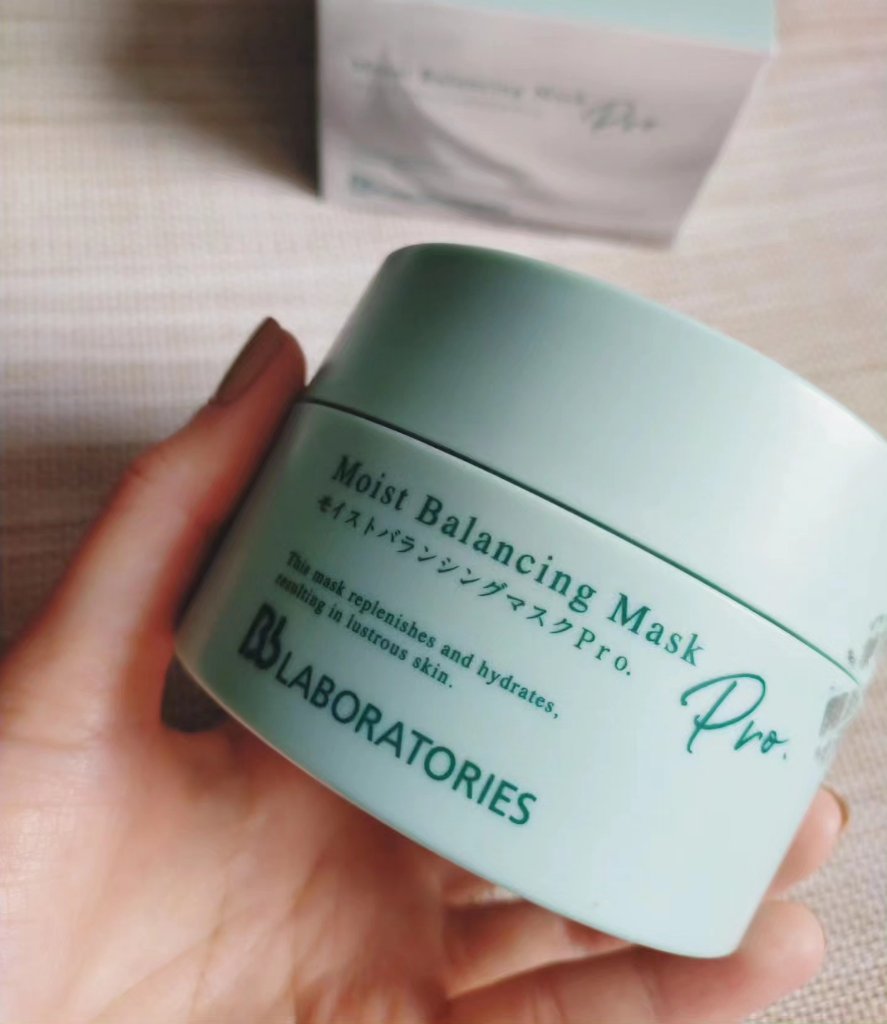 Pro.
Moist Balancing Mask
モイストバランシングマスクPro.
This mask replenishes and hydrates,
resulting in lustrous skin.
Bb LABORATORIES
Pro.